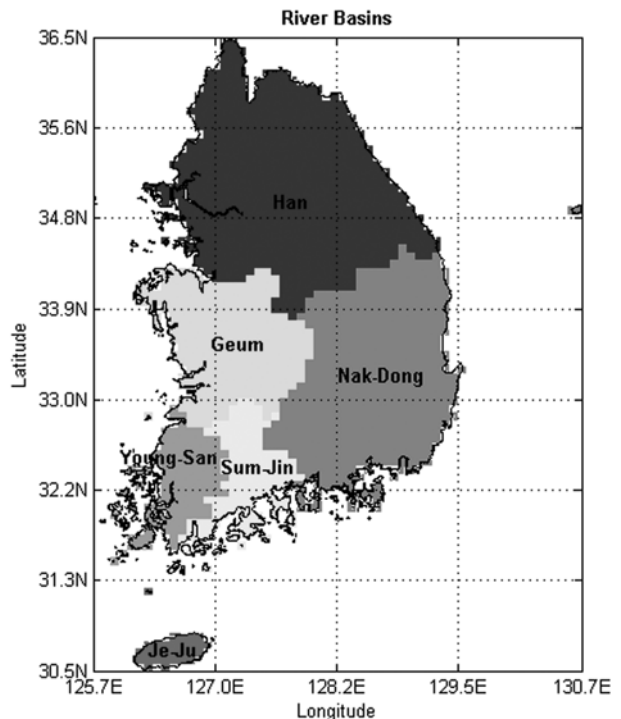 River Basins
36.5N
35.6N
34.8N
33.9N
33.0N
32.2N
31.3N
30.5N
Latitude
Han
Geum
Nak-Dong
Young-San
Sum-Jin
Je-Ju
125.7E 127.0E 128.2E 129.5E 130.7E
Longitude